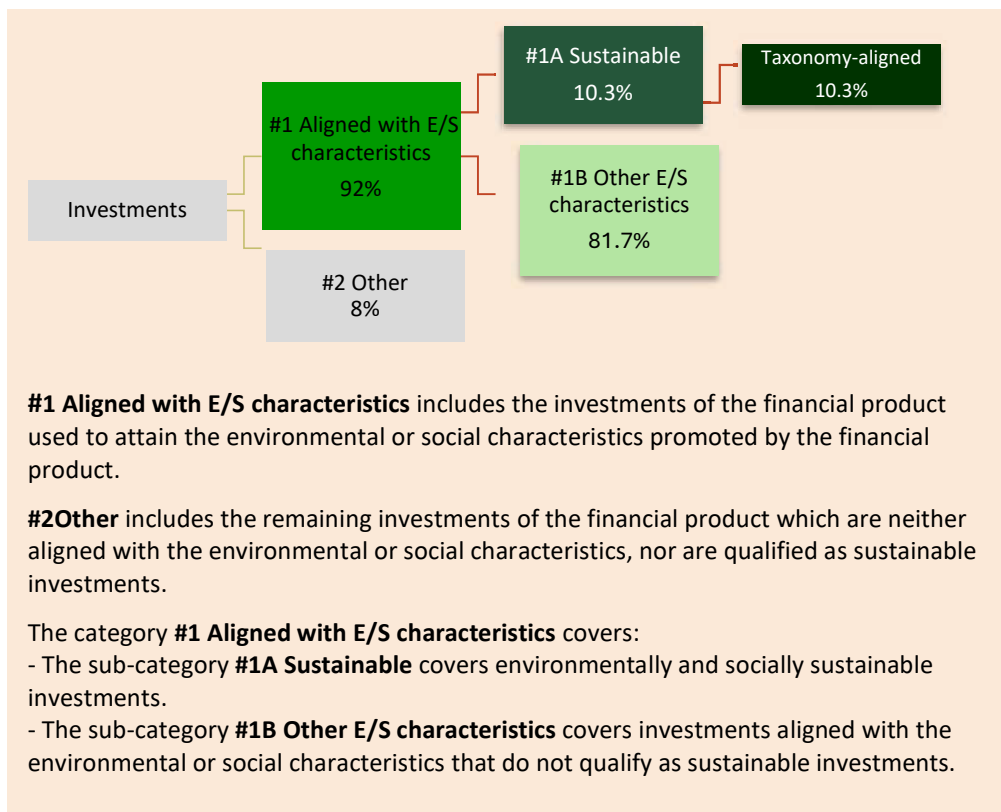 #1A Sustainable
10.3%
Taxonomy-aligned
10.3%
#1 Aligned with E/S
characteristics
92%
#1B Other E/S
characteristics
81.7%
Investments
#2 Other
8%
#1 Aligned with E/S characteristics includes the investments of the financial product
used to attain the environmental or social characteristics promoted by the financial
product.
#2Other includes the remaining investments of the financial product which are neither
aligned with the environmental or social characteristics, nor are qualified as sustainable
investments.
The category #1 Aligned with E/S characteristics covers:
- The sub-category #1A Sustainable covers environmentally and socially sustainable
investments.
- The sub-category #1B Other E/S characteristics covers investments aligned with the
environmental or social characteristics that do not qualify as sustainable investments.